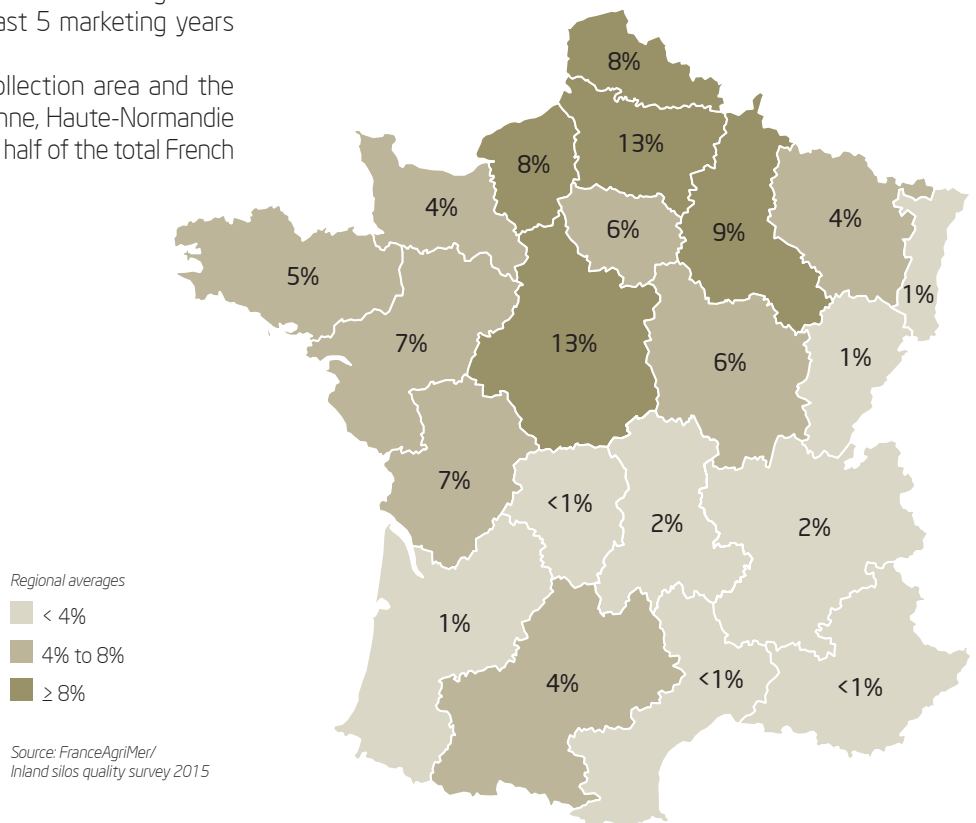 ast 5 marketing years
ollection area and the
nne, Haute-Normandie
half of the total French
8%
13%
8%
4%
6%
9%
4%
5%
1%
7%
13%
6%
1%
7%
<1%
2%
2%
1%
4%
<1%
<1%
Regional averages
< 4%
4% to 8%
≥ 8%
Source: FranceAgriMer/
Inland silos quality survey 2015